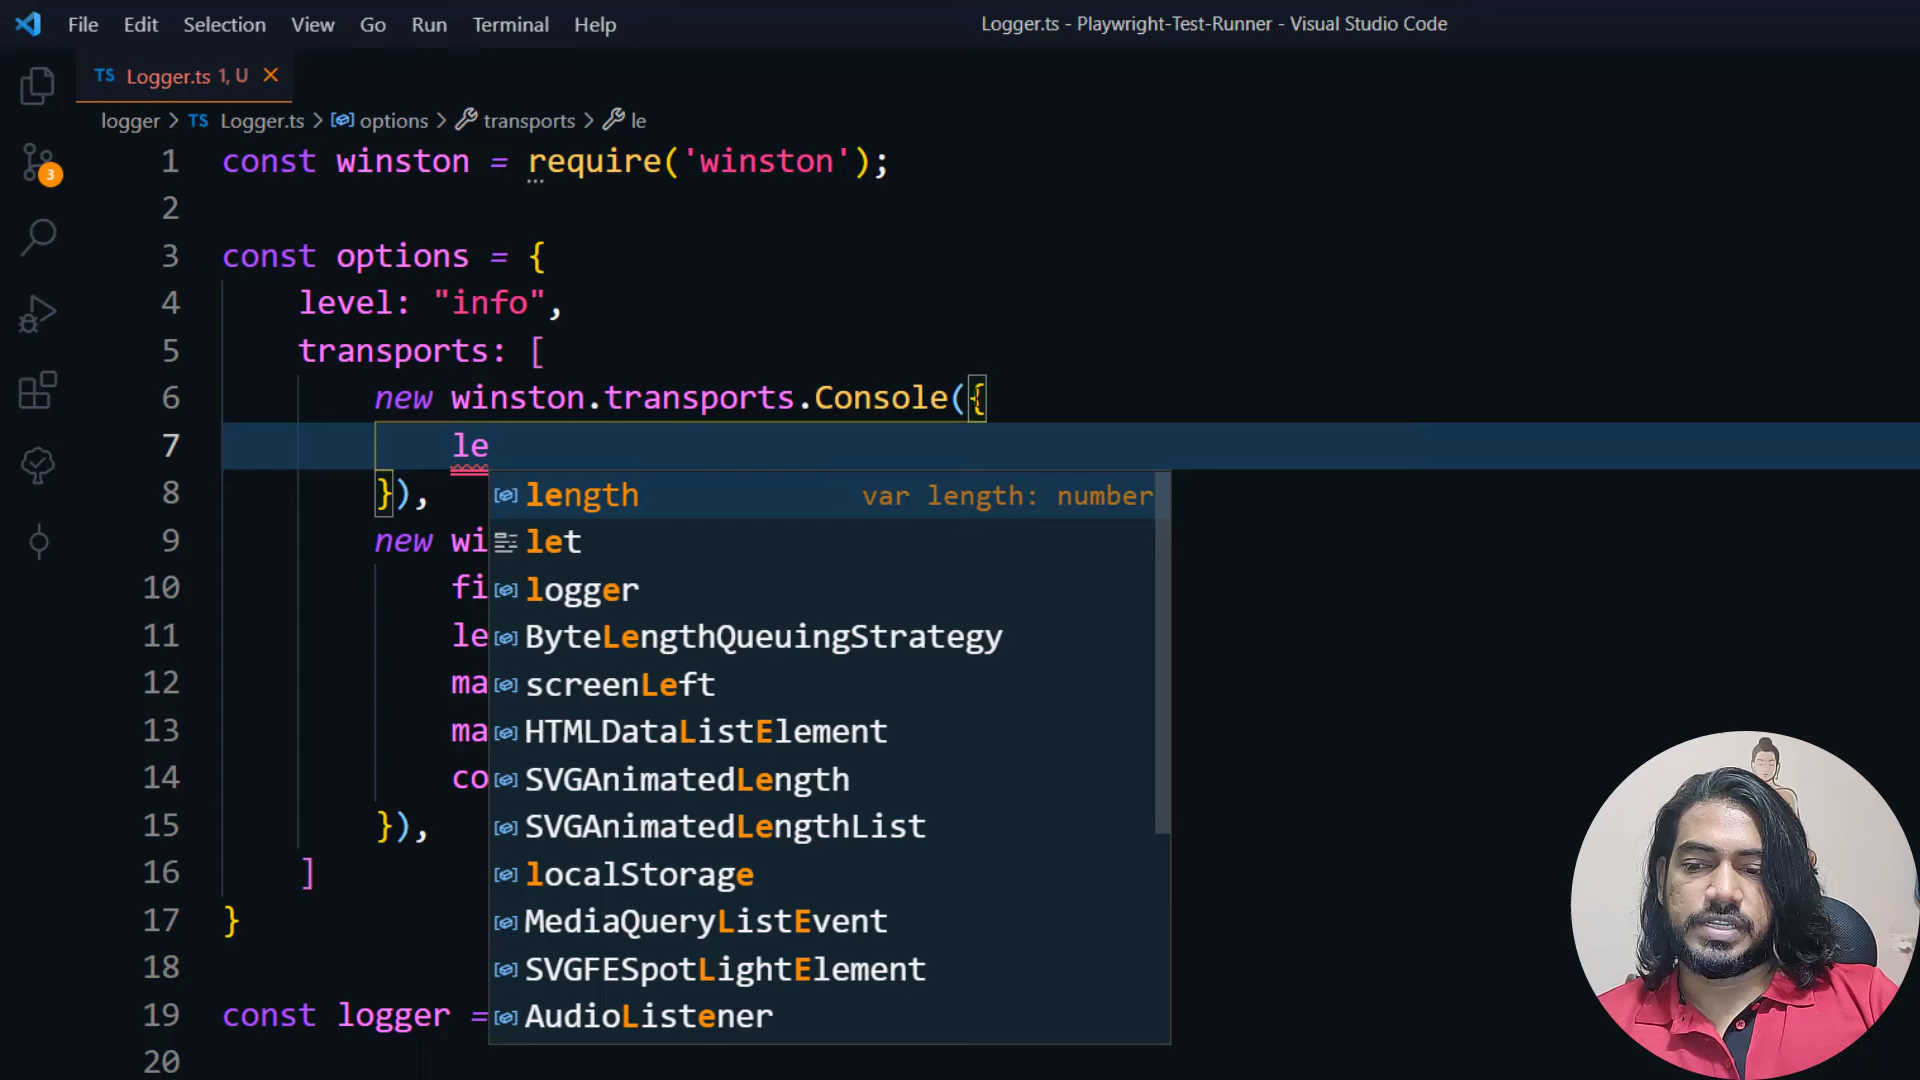 File Edit Selection View Go Run Terminal Help
Logger.ts - Playwright-Test-Runner - Visual Studio Code
TS Logger.ts 1, U ×
logger > TS Logger.ts > options > transports > le
3
1 const winston = require('winston');
2
3 const options = {
4 level: "info",
5 transports: [
6 new winston.transports.Console({
7 le
8 }),
length var length: number
let
9 new wi
logger
10 fi
ByteLengthQueuingStrategy
11 le
screenLeft
12 ma
HTMLDataListElement
13 ma
SVGAnimatedLength
14 co
SVGAnimatedLengthList
15 }),
localStorage
16 ]
MediaQueryListEvent
17 }
SVGFESpotLightElement
18
AudioListener
19 const logger =
20